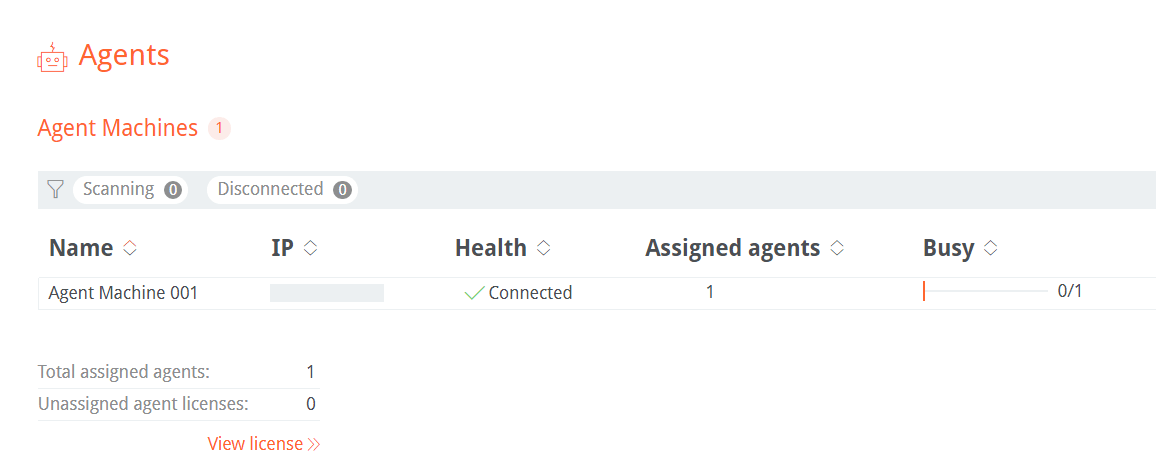 Agents
Agent Machines 1
Scanning 0 Disconnected 0
Name IP Health Assigned agents Busy
Agent Machine 001 Connected 1 0/1
Total assigned agents: 1
Unassigned agent licenses: 0
View license